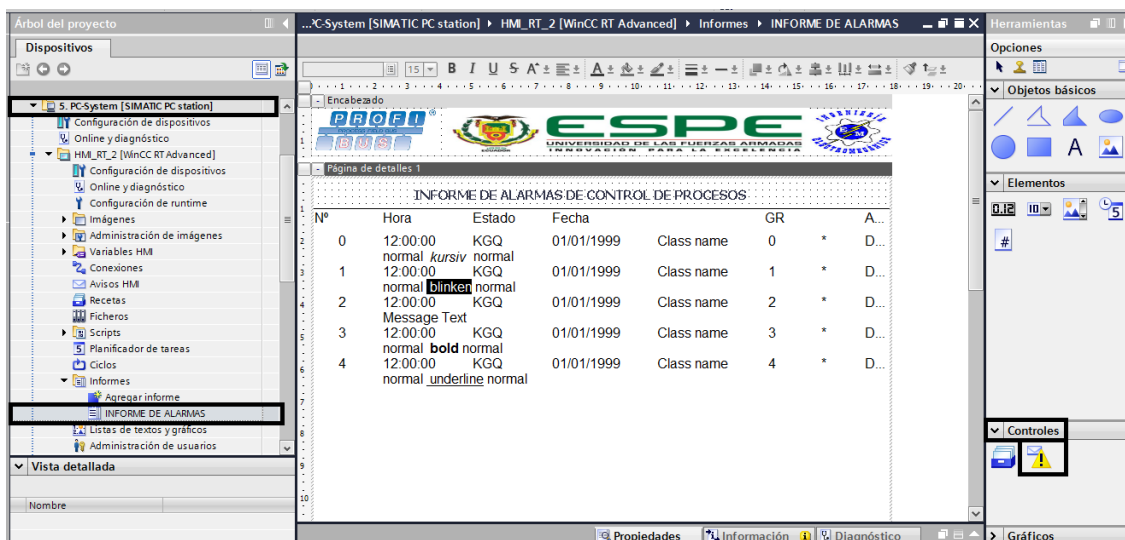 Árbol del proyecto
...PC-System [SIMATIC PC station] ▸ HMI_RT_2 [WinCC RT Advanced] ▸ Informes ▸ INFORME DE ALARMAS
Herramientas
Dispositivos
Opciones
15
B I U S A
Objetos básicos
A
Elementos
Controles
Gráficos
5. PC-System [SIMATIC PC station]
Configuración de dispositivos
Online y diagnóstico
HMI_RT_2 [WinCC RT Advanced]
Configuración de dispositivos
Online y diagnóstico
Configuración de runtime
Imágenes
Administración de imágenes
Variables HMI
Conexiones
Avisos HMI
Recetas
Ficheros
Scripts
Planificador de tareas
Ciclos
Informes
Agregar informe
INFORME DE ALARMAS
Listas de textos y gráficos
Administración de usuarios
Vista detallada
Nombre
Encabezado
PROFI
PROCESS FIELD BUS
BUS
ESPE
UNIVERSIDAD DE LAS FUERZAS ARMADAS
INNOVACIÓN PARA LA EXCELENCIA
Página de detalles 1
INFORME DE ALARMAS DE CONTROL DE PROCESOS
Nº Hora Estado Fecha GR A...
0 12:00:00 KGQ 01/01/1999 Class name 0 * D...
normal kursiv normal
1 12:00:00 KGQ 01/01/1999 Class name 1 * D...
normal blinken normal
2 12:00:00 KGQ 01/01/1999 Class name 2 * D...
Message Text
3 12:00:00 KGQ 01/01/1999 Class name 3 * D...
normal bold normal
4 12:00:00 KGQ 01/01/1999 Class name 4 * D...
normal underline normal
Propiedades Información Diagnóstico